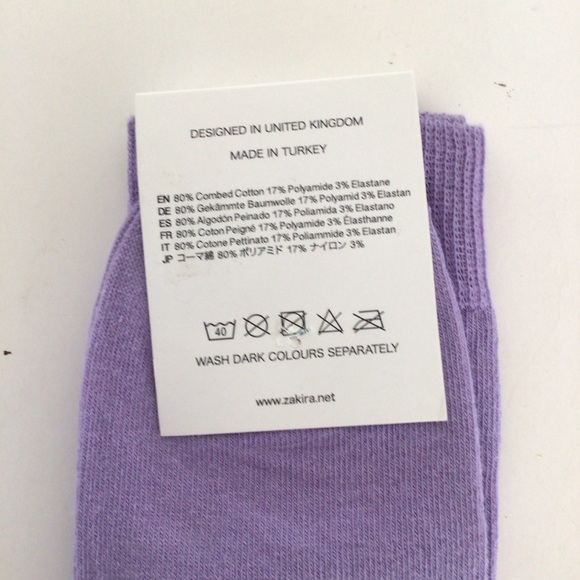 DESIGNED IN UNITED KINGDOM
MADE IN TURKEY
EN 80% Combed Cotton 17% Polyamide 3% Elastane
DE 80% Gekämmte Baumwolle 17% Polyamid 3% Elastan
ES 80% Algodón Peinado 17% Poliamida 3% Elastano
FR 80% Coton Peigné 17% Polyamide 3% Élasthanne
IT 80% Cotone Pettinato 17% Poliammide 3% Elastan
JP コーマ綿 80% ポリアミド 17% ナイロン 3%
40
WASH DARK COLOURS SEPARATELY
www.zakira.net